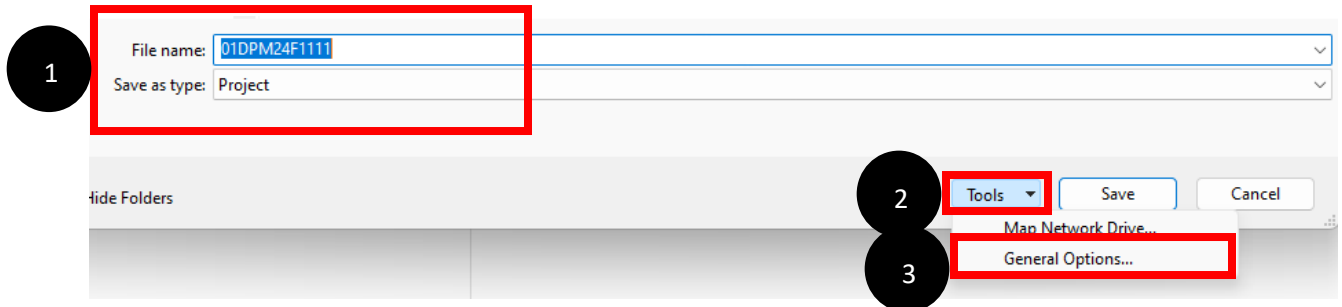 1
File name: 01DPM24F1111
Save as type: Project
Hide Folders
2
Tools Save Cancel
Map Network Drive...
3
General Options...